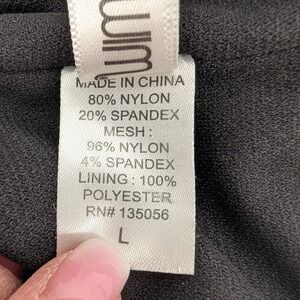 MADE IN CHINA
80% NYLON
20% SPANDEX
MESH :
96% NYLON
4% SPANDEX
LINING : 100%
POLYESTER
RN# 135056
L